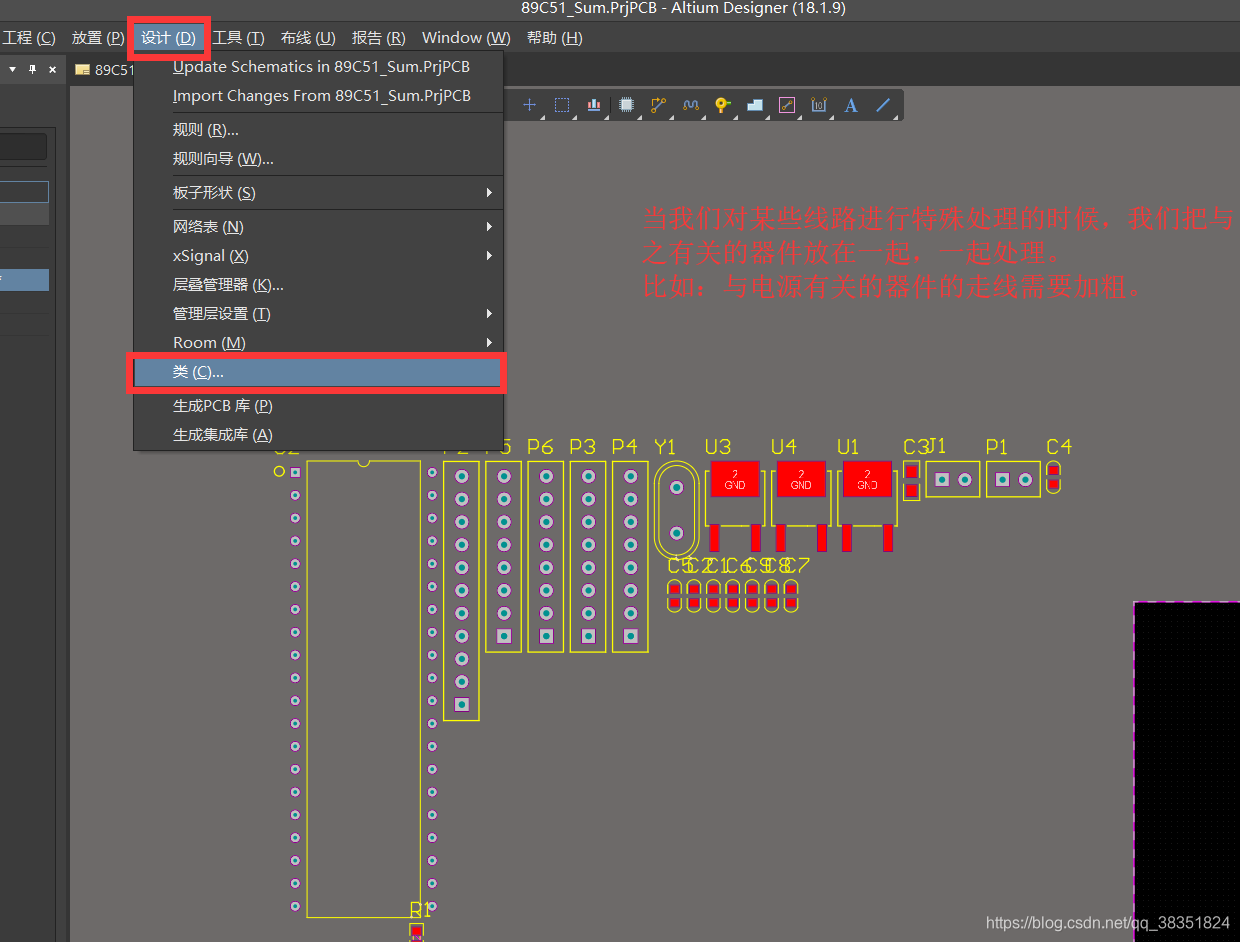 89C51_Sum.PrjPCB - Altium Designer (18.1.9)
工程 (C) 放置 (P) 设计 (D) 工具 (T) 布线 (U) 报告 (R) Window (W) 帮助 (H)
89C51
Update Schematics in 89C51_Sum.PrjPCB
Import Changes From 89C51_Sum.PrjPCB
规则 (R)...
规则向导 (W)...
板子形状 (S)
网络表 (N)
xSignal (X)
层叠管理器 (K)...
管理层设置 (T)
Room (M)
类 (C)...
生成PCB 库 (P)
生成集成库 (A)
当我们对某些线路进行特殊处理的时候，我们把与
之有关的器件放在一起，一起处理。
比如：与电源有关的器件的走线需要加粗。
P6 P3 P4 Y1 U3 U4 U1 C3 J1 P1 C4
2 2 2
GND GND GND
C5 C2 C1 C6 C9 C8 C7
R1
https://blog.csdn.net/qq_38351824